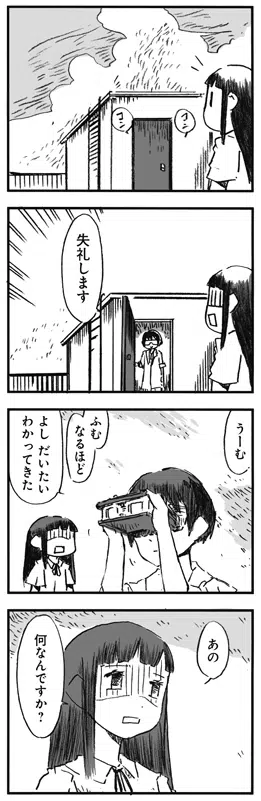 コン
コン
失礼します
うーむ
ふむ
なるほど
よし だいたい
わかってきた
あの
何なんですか?